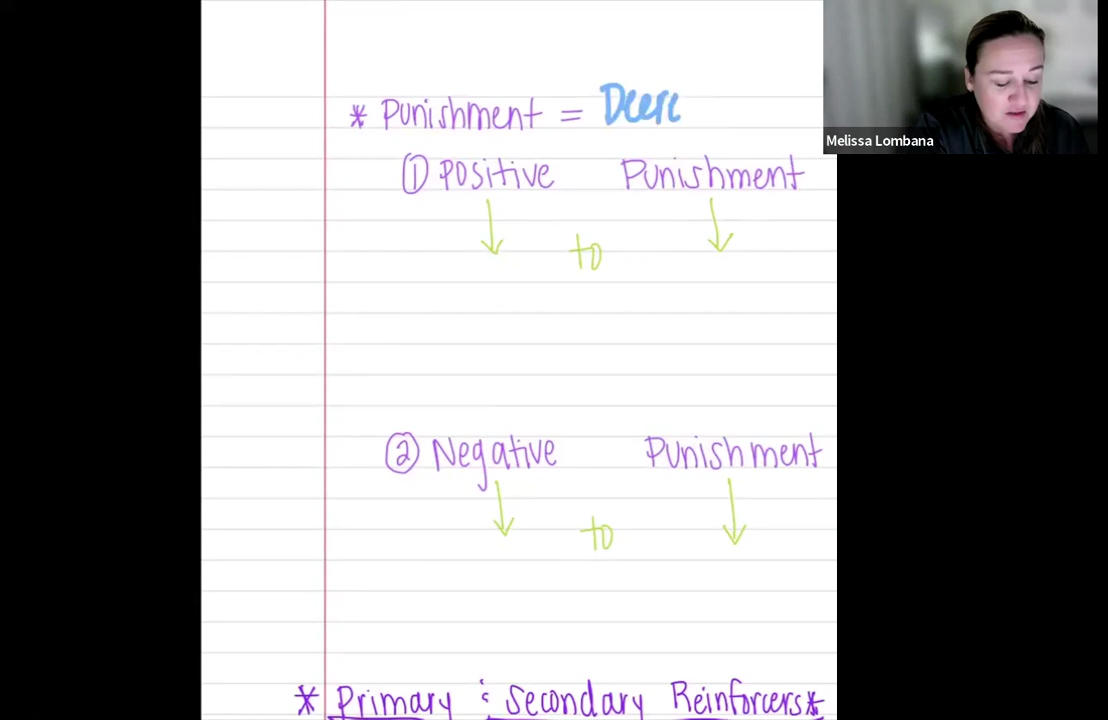 * Punishment = Decre
Melissa Lombana
① Positive Punishment
↓ to ↓
② Negative Punishment
↓ to ↓
* Primary & Secondary Reinforcers *